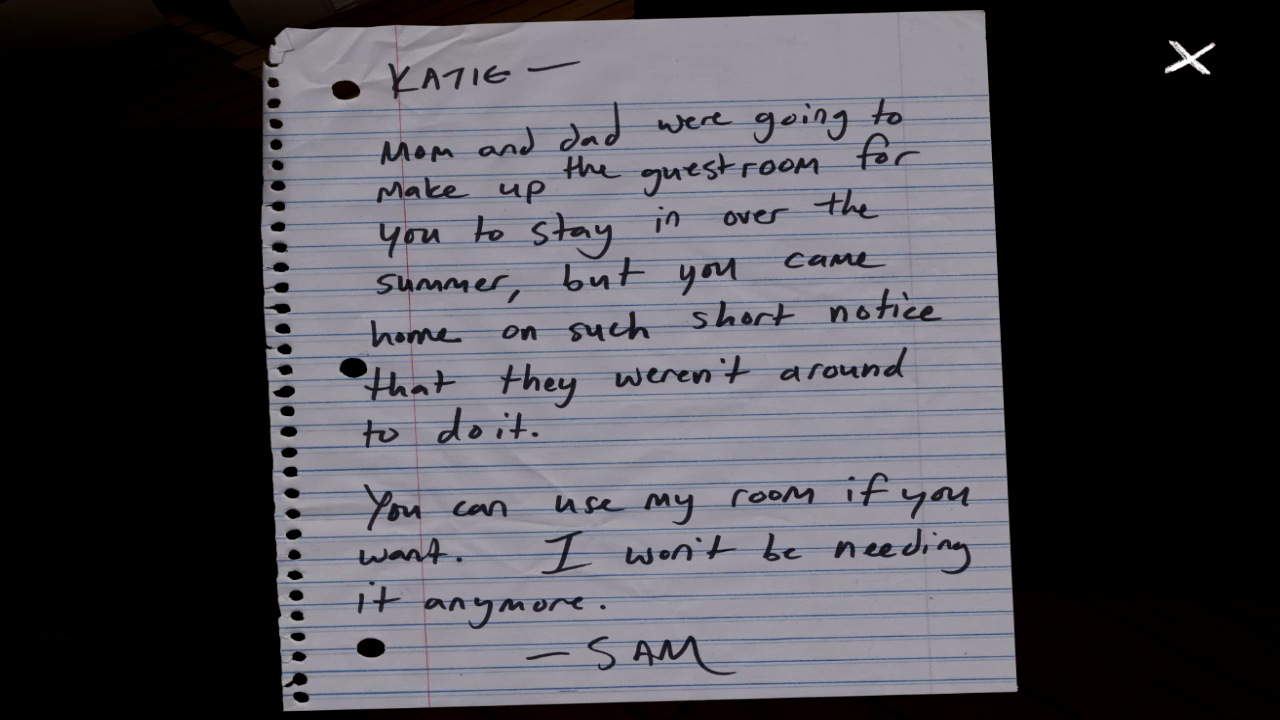 KATIE —
Mom and dad were going to
make up the guestroom for
you to stay in over the
summer, but you came
home on such short notice
that they weren't around
to do it.
You can use my room if you
want. I won't be needing
it anymore.
— SAM